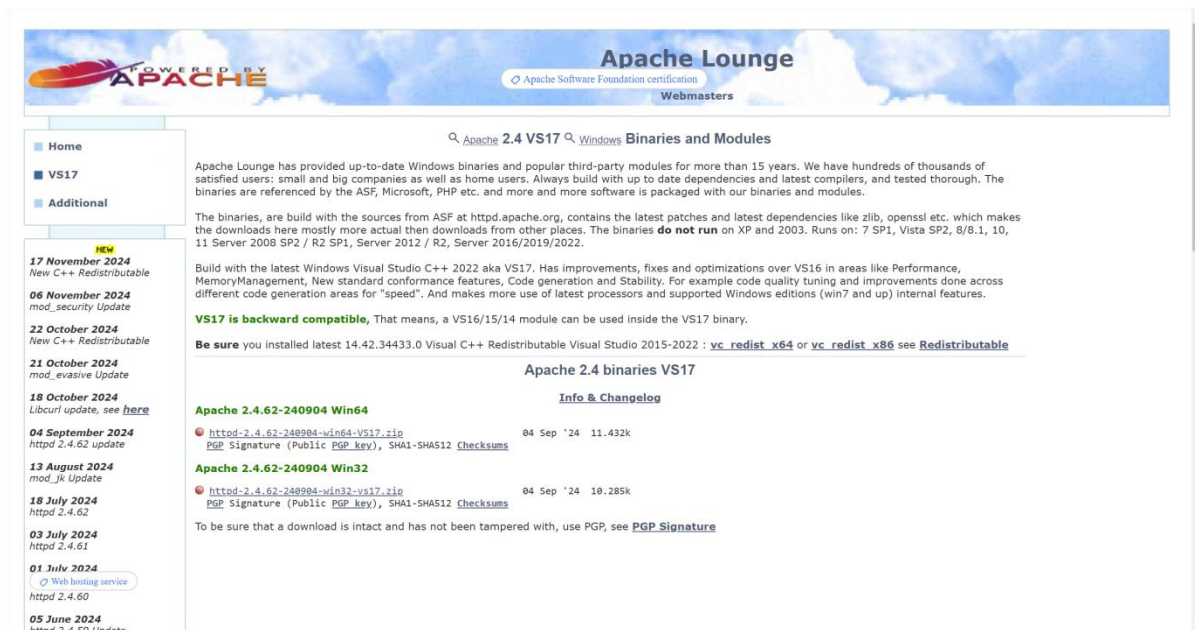 POWERED BY
APACHE
Apache Lounge
Apache Software Foundation certification
Webmasters
Home
VS17
Additional
NEW
17 November 2024
New C++ Redistributable
06 November 2024
mod_security Update
22 October 2024
New C++ Redistributable
21 October 2024
mod_evasive Update
18 October 2024
Libcurl update, see here
04 September 2024
httpd 2.4.62 update
13 August 2024
mod_jk Update
18 July 2024
httpd 2.4.62
03 July 2024
httpd 2.4.61
01 July 2024
Web hosting service
httpd 2.4.60
05 June 2024
Apache 2.4 VS17 Windows Binaries and Modules
Apache Lounge has provided up-to-date Windows binaries and popular third-party modules for more than 15 years. We have hundreds of thousands of
satisfied users: small and big companies as well as home users. Always build with up to date dependencies and latest compilers, and tested thorough. The
binaries are referenced by the ASF, Microsoft, PHP etc. and more and more software is packaged with our binaries and modules.
The binaries, are build with the sources from ASF at httpd.apache.org, contains the latest patches and latest dependencies like zlib, openssl etc. which makes
the downloads here mostly more actual then downloads from other places. The binaries do not run on XP and 2003. Runs on: 7 SP1, Vista SP2, 8/8.1, 10,
11 Server 2008 SP2 / R2 SP1, Server 2012 / R2, Server 2016/2019/2022.
Build with the latest Windows Visual Studio C++ 2022 aka VS17. Has improvements, fixes and optimizations over VS16 in areas like Performance,
MemoryManagement, New standard conformance features, Code generation and Stability. For example code quality tuning and improvements done across
different code generation areas for "speed". And makes more use of latest processors and supported Windows editions (win7 and up) internal features.
VS17 is backward compatible, That means, a VS16/15/14 module can be used inside the VS17 binary.
Be sure you installed latest 14.42.34433.0 Visual C++ Redistributable Visual Studio 2015-2022 : vc_redist_x64 or vc_redist_x86 see Redistributable
Apache 2.4 binaries VS17
Info & Changelog
Apache 2.4.62-240904 Win64
httpd-2.4.62-240904-win64-VS17.zip 04 Sep '24 11.432k
PGP Signature (Public PGP key), SHA1-SHA512 Checksums
Apache 2.4.62-240904 Win32
httpd-2.4.62-240904-win32-vs17.zip 04 Sep '24 10.285k
PGP Signature (Public PGP key), SHA1-SHA512 Checksums
To be sure that a download is intact and has not been tampered with, use PGP, see PGP Signature